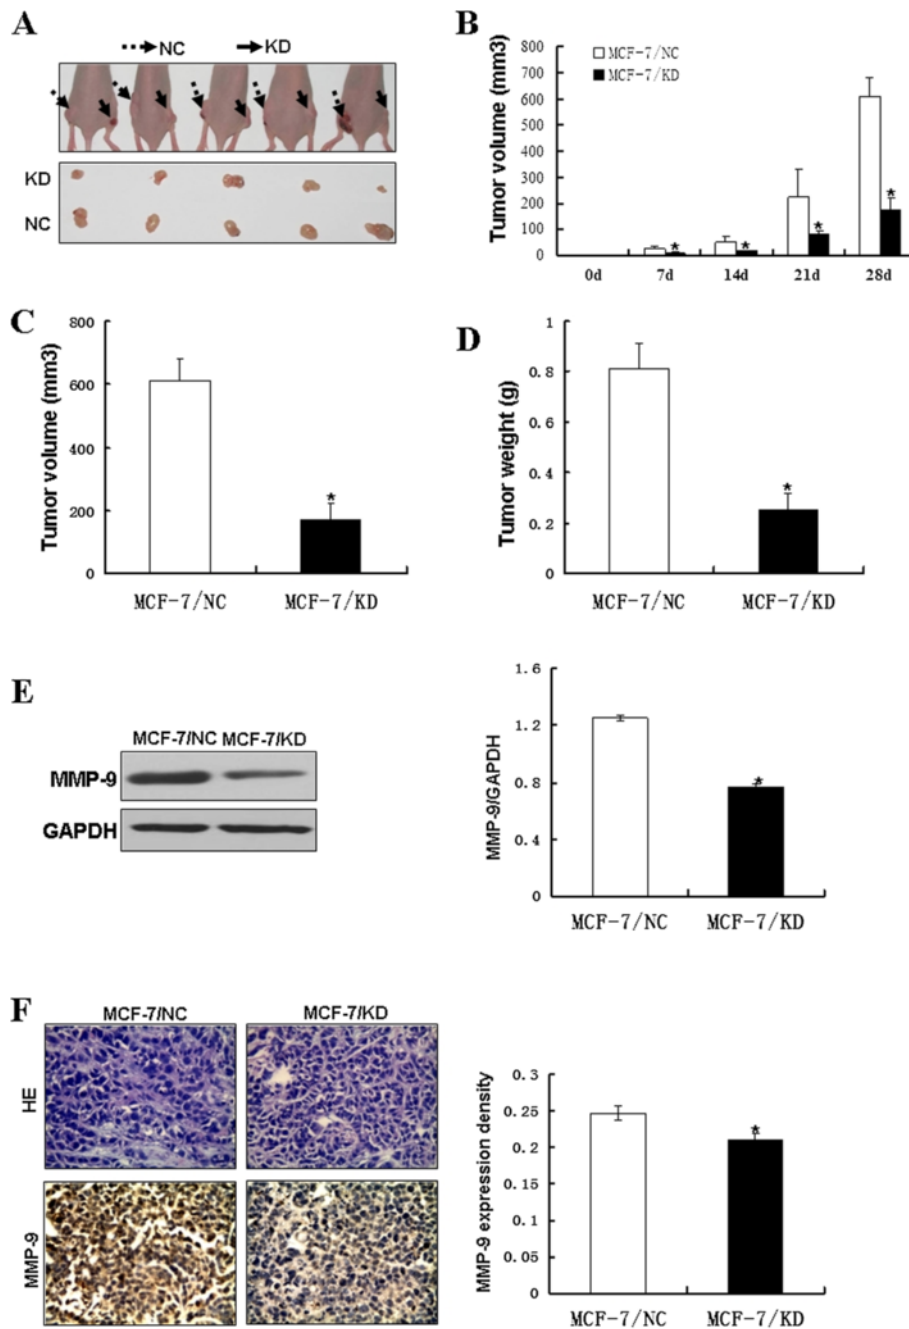 A
NC
KD
KD
NC
B
Tumor volume (mm3)
800
700
600
500
400
300
200
100
0
MCF-7/NC
MCF-7/KD
*
*
*
*
0d 7d 14d 21d 28d
C
Tumor volume (mm3)
800
600
400
200
0
*
MCF-7/NC MCF-7/KD
D
Tumor weight (g)
1
0.8
0.6
0.4
0.2
0
*
MCF-7/NC MCF-7/KD
E
MCF-7/NC MCF-7/KD
MMP-9
GAPDH
MMP-9/GAPDH
1.6
1.2
0.8
0.4
0
*
MCF-7/NC MCF-7/KD
F
MCF-7/NC MCF-7/KD
HE
MMP-9
MMP-9 expression density
0.3
0.25
0.2
0.15
0.1
0.05
0
*
MCF-7/NC MCF-7/KD